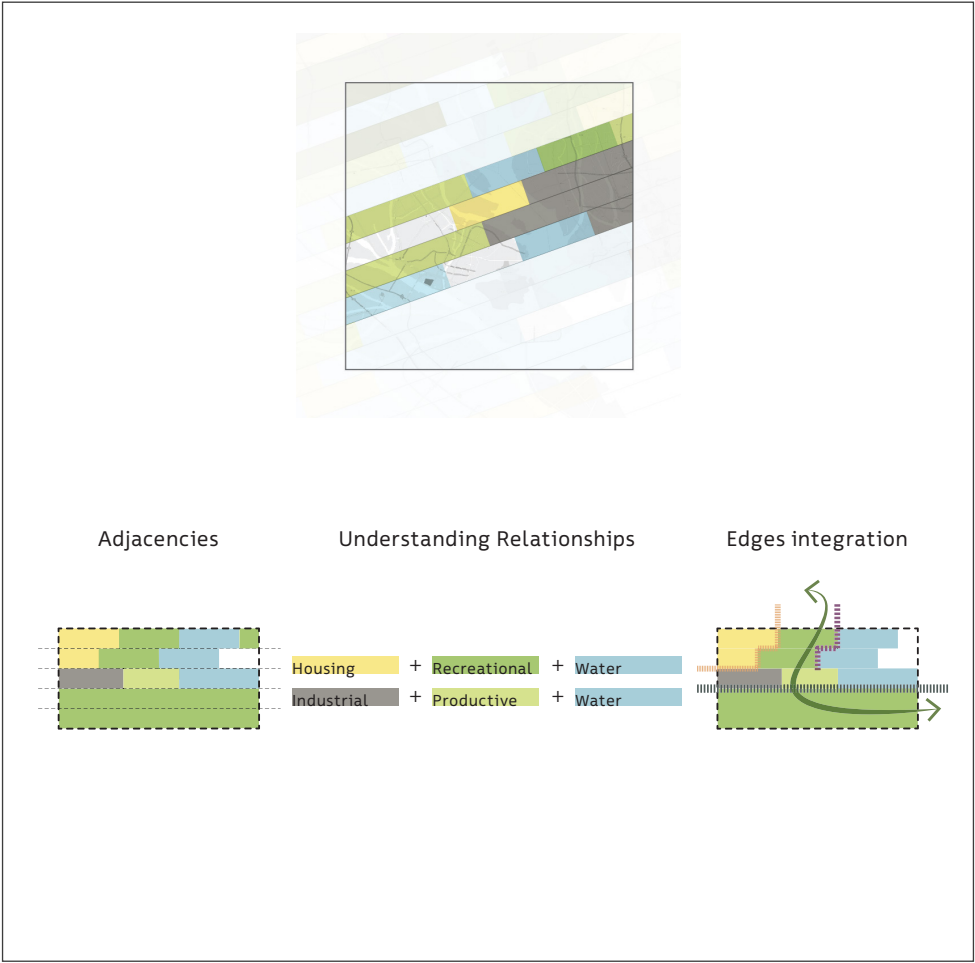 Adjacencies
Understanding Relationships
Edges integration
Housing + Recreational + Water
Industrial + Productive + Water